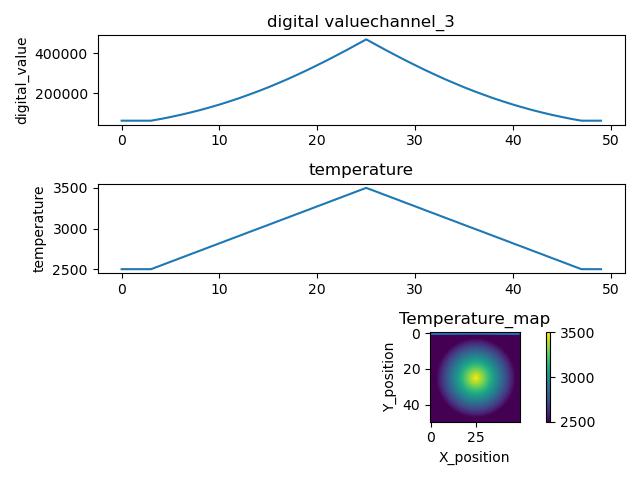 digital valuechannel_3
digital_value
400000
200000
0 10 20 30 40 50
temperature
temperature
3500
3000
2500
0 10 20 30 40 50
Temperature_map
Y_position
0
20
40
0 25
X_position
3500
3000
2500